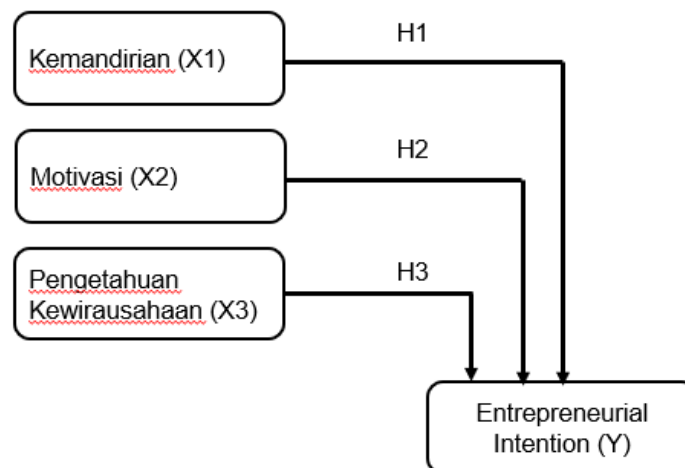 H1
Kemandirian (X1)
H2
Motivasi (X2)
H3
Pengetahuan
Kewirausahaan (X3)
Entrepreneurial
Intention (Y)